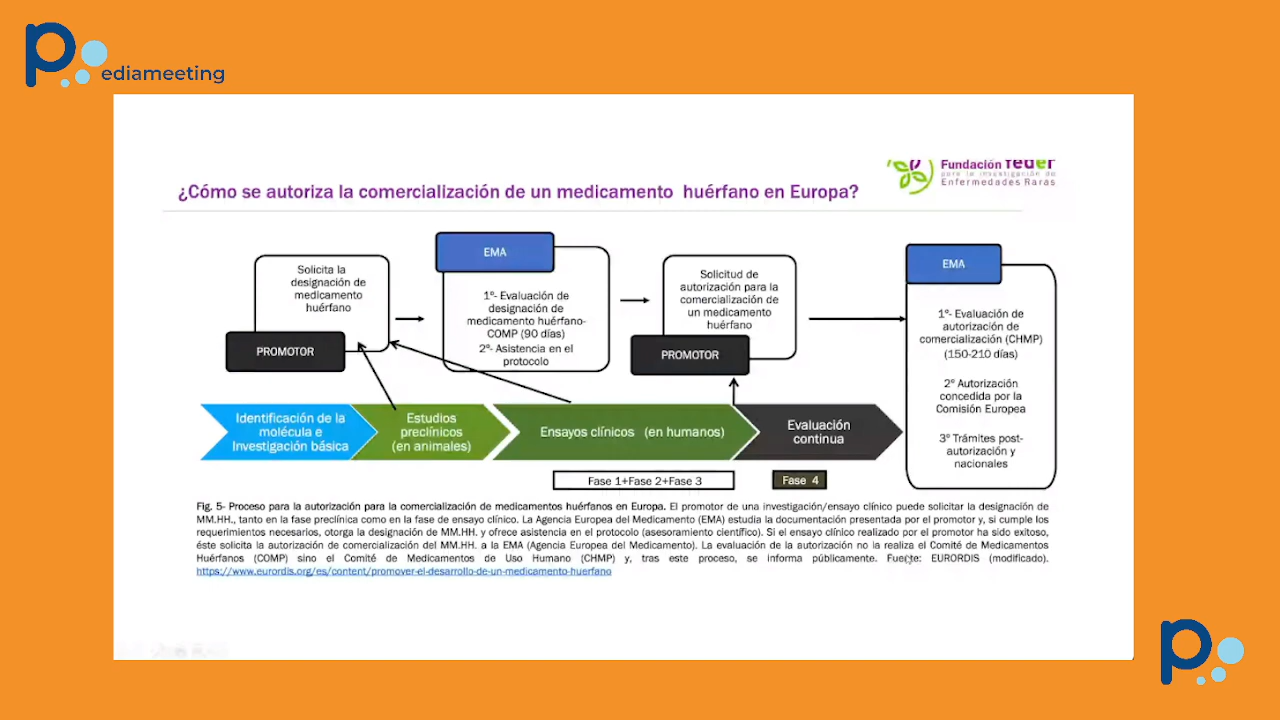 pediameeting
Fundación feder
para la investigación de
Enfermedades Raras
¿Cómo se autoriza la comercialización de un medicamento huérfano en Europa?
Solicita la
designación de
medicamento
huérfano
PROMOTOR
EMA
1º- Evaluación de
designación de
medicamento huérfano-
COMP (90 días)
2º- Asistencia en el
protocolo
Solicitud de
autorización para la
comercialización de
un medicamento
huérfano
PROMOTOR
EMA
1º- Evaluación de
autorización de
comercialización (CHMP)
(150-210 días)
2º Autorización
concedida por la
Comisión Europea
3º Trámites post-
autorización y
nacionales
Identificación de la
molécula e
Investigación básica
Estudios
preclínicos
(en animales)
Ensayos clínicos (en humanos)
Evaluación
continua
Fase 1+Fase 2+Fase 3
Fase 4
Fig. 5- Proceso para la autorización para la comercialización de medicamentos huérfanos en Europa. El promotor de una investigación/ensayo clínico puede solicitar la designación de
MM.HH., tanto en la fase preclínica como en la fase de ensayo clínico. La Agencia Europea del Medicamento (EMA) estudia la documentación presentada por el promotor y, si cumple los
requerimientos necesarios, otorga la designación de MM.HH. y ofrece asistencia en el protocolo (asesoramiento científico). Si el ensayo clínico realizado por el promotor ha sido exitoso,
éste solicita la autorización de comercialización del MM.HH. a la EMA (Agencia Europea del Medicamento). La evaluación de la autorización no la realiza el Comité de Medicamentos
Huérfanos (COMP) sino el Comité de Medicamentos de Uso Humano (CHMP) y, tras este proceso, se informa públicamente. Fuente: EURORDIS (modificado).
https://www.eurordis.org/es/content/promover-el-desarrollo-de-un-medicamento-huerfano
p